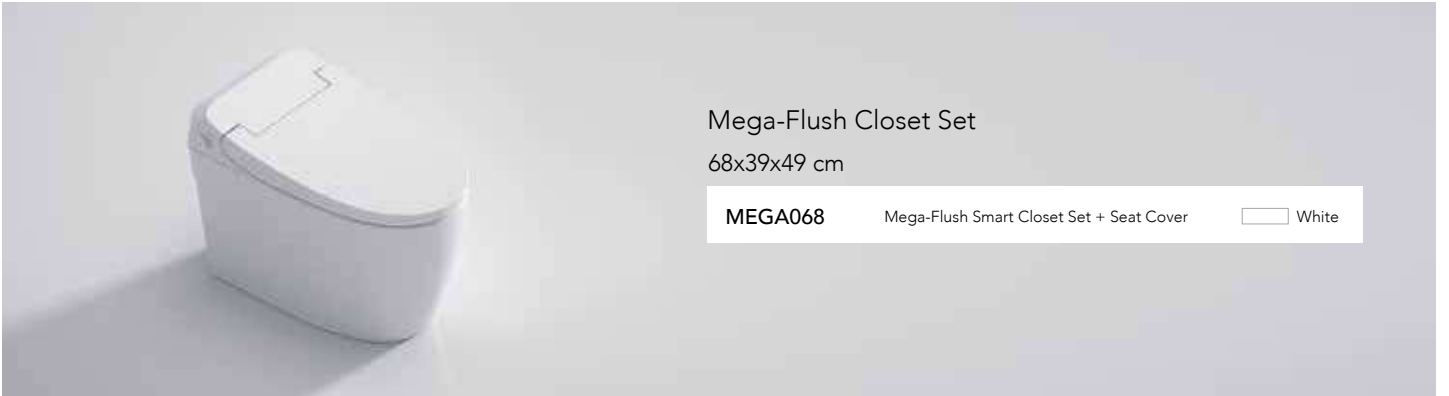 Mega-Flush Closet Set
68x39x49 cm
MEGA068 Mega-Flush Smart Closet Set + Seat Cover White